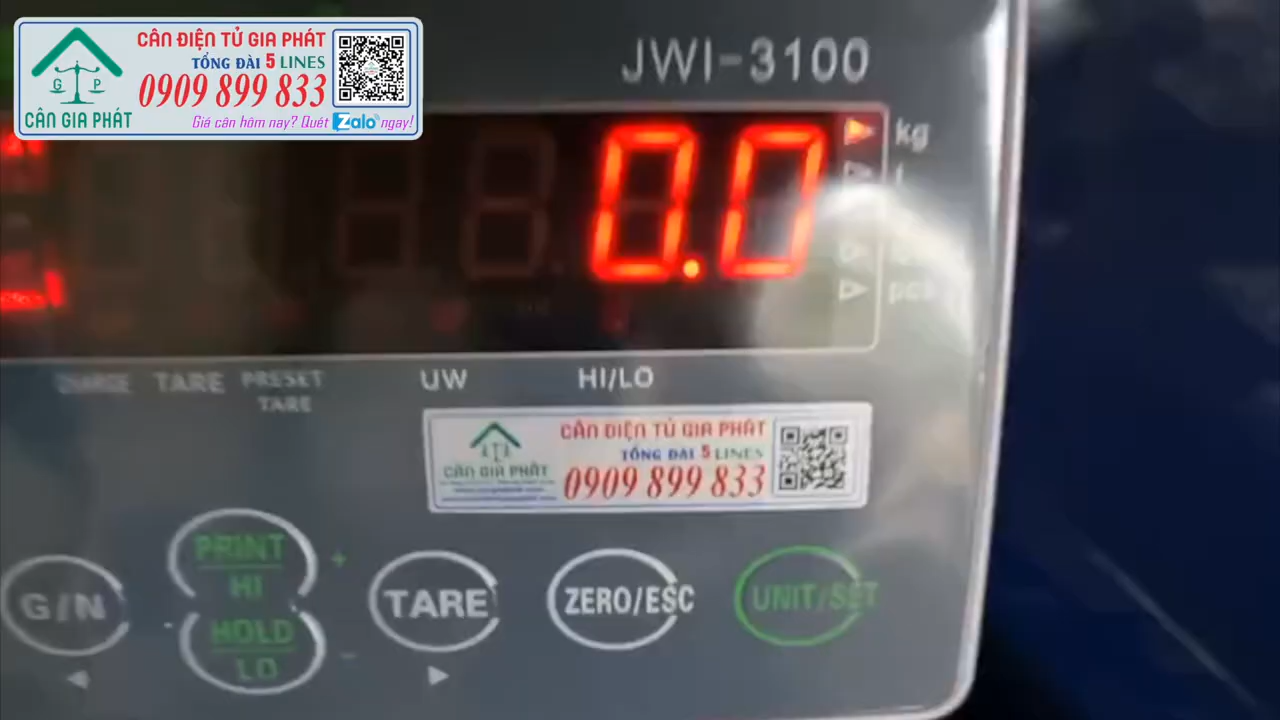 CÂN ĐIỆN TỬ GIA PHÁT
TỔNG ĐÀI 5 LINES
0909 899 833
G P
CÂN GIA PHÁT
Giá cân hôm nay? Quét Zalo ngay!
JWI-3100
0.0
kg
pcs
CHARGE TARE PRESET TARE UW HI/LO
CÂN ĐIỆN TỬ GIA PHÁT
TỔNG ĐÀI 5 LINES
0909 899 833
CÂN GIA PHÁT
G/N
PRINT
HI
+
HOLD
LO
-
TARE
ZERO/ESC
UNIT/SET